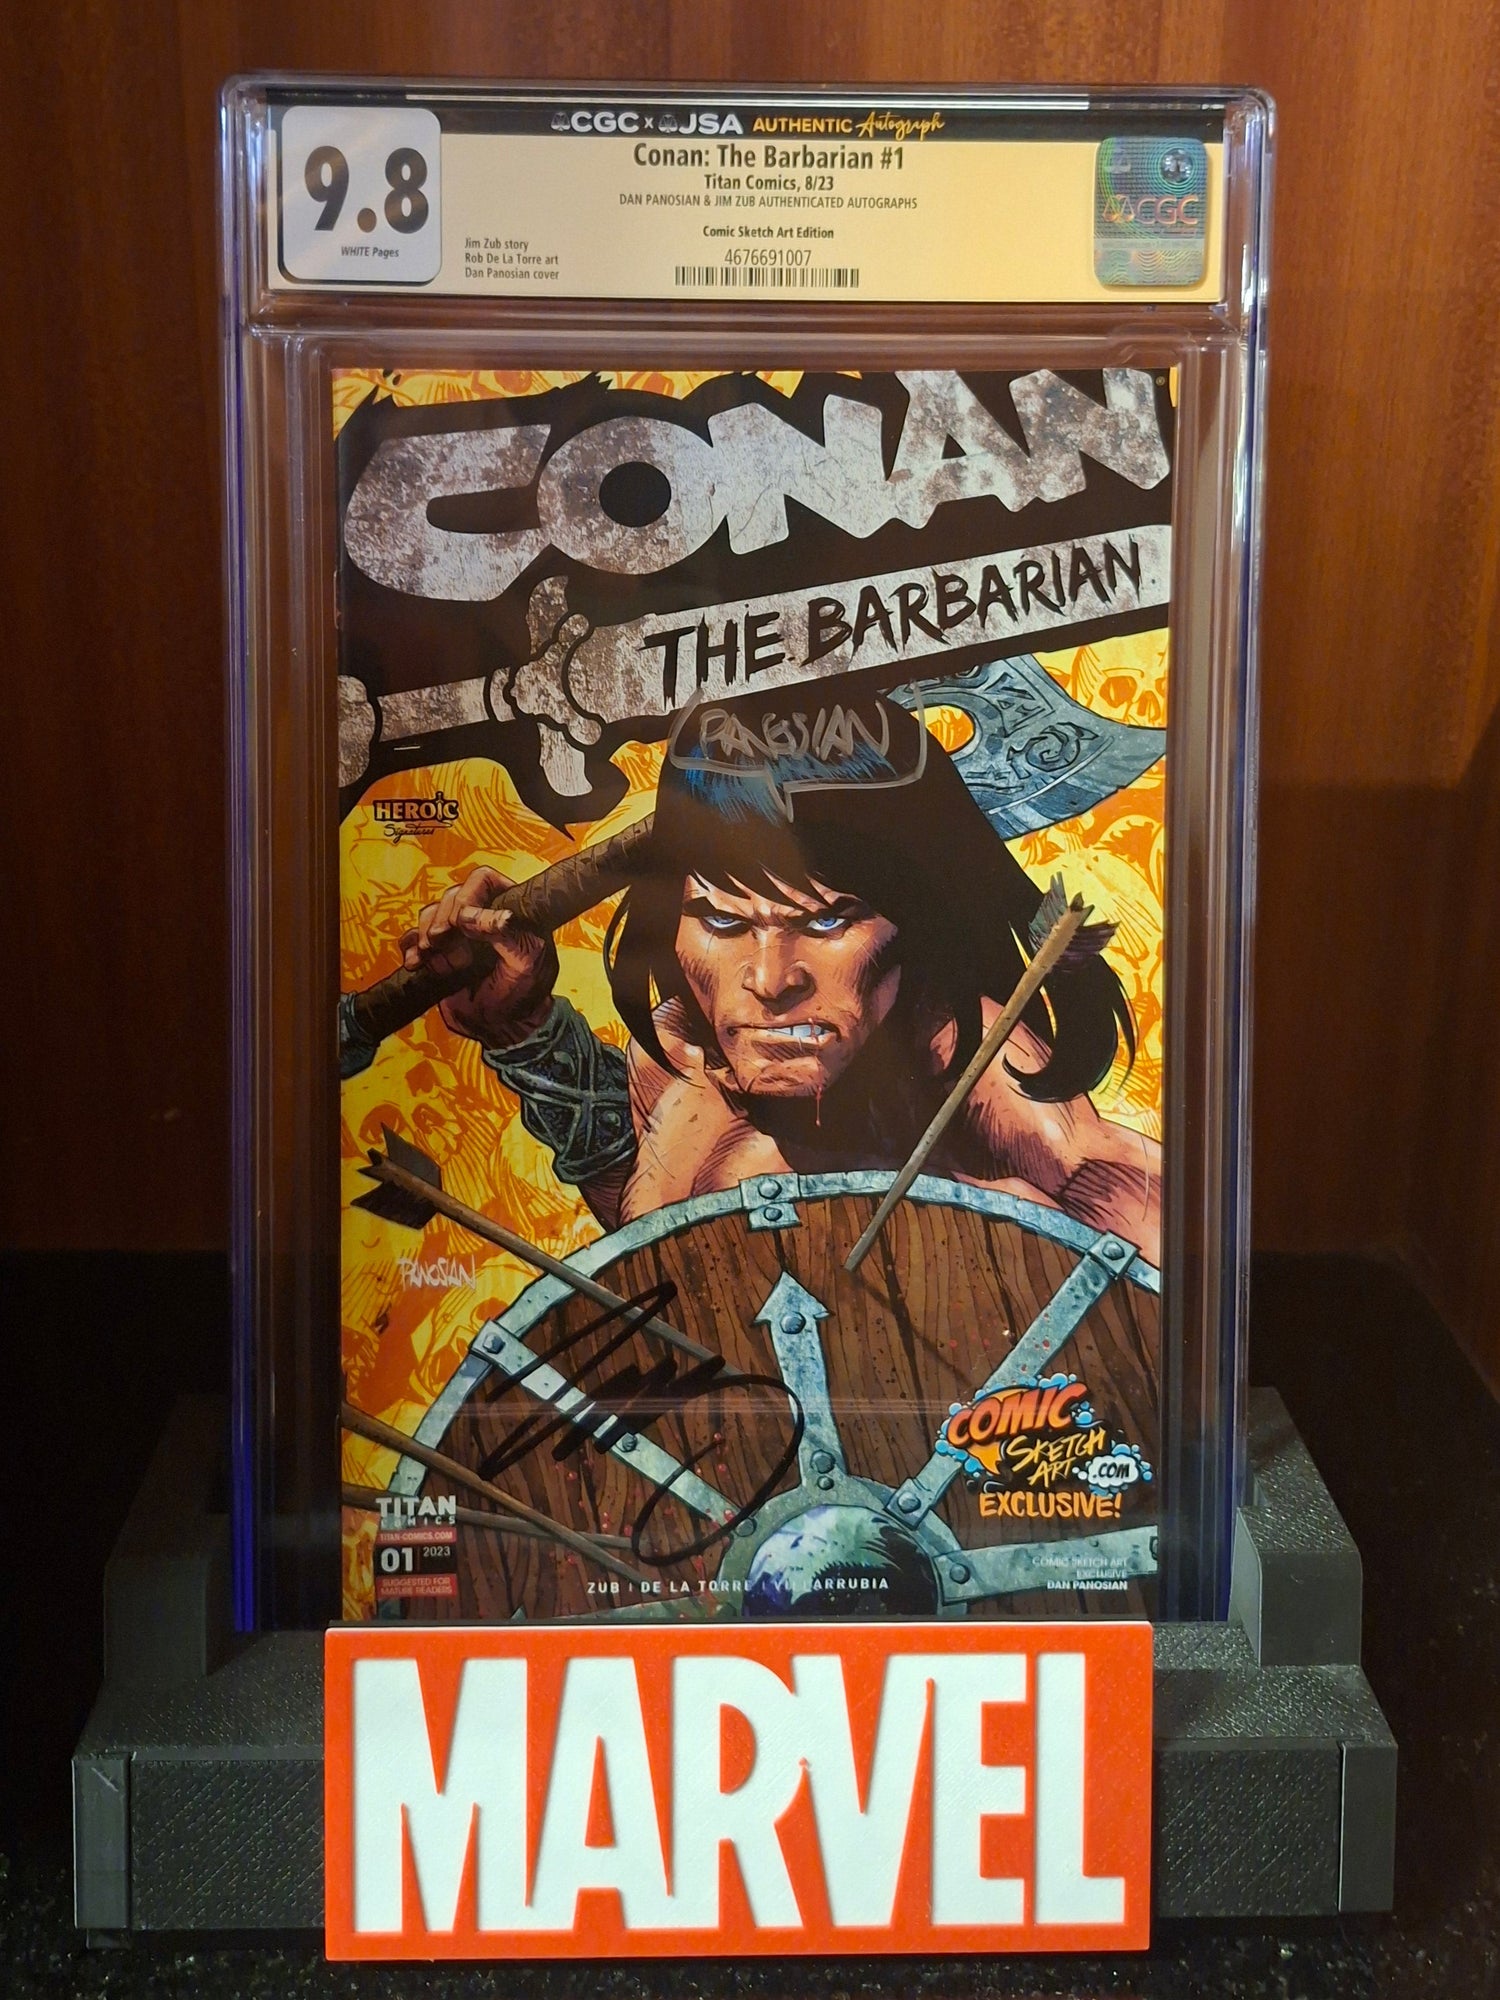 CGC x JSA AUTHENTIC Autograph
9.8
WHITE Pages
Conan: The Barbarian #1
Titan Comics, 8/23
DAN PANOSIAN & JIM ZUB AUTHENTICATED AUTOGRAPHS
Comic Sketch Art Edition
Jim Zub story
Rob De La Torre art
Dan Panosian cover
4676691007
CGC
CONAN
THE BARBARIAN
PANOSIAN
HEROIC
Signatures
PANOSIAN
COMIC
SKETCH
ART
.COM
EXCLUSIVE!
TITAN
COMICS
TITAN-COMICS.COM
01 2023
SUGGESTED FOR
MATURE READERS
ZUB | DE LA TORRE | VILLARRUBIA
COMIC SKETCH ART
EXCLUSIVE
DAN PANOSIAN
MARVEL